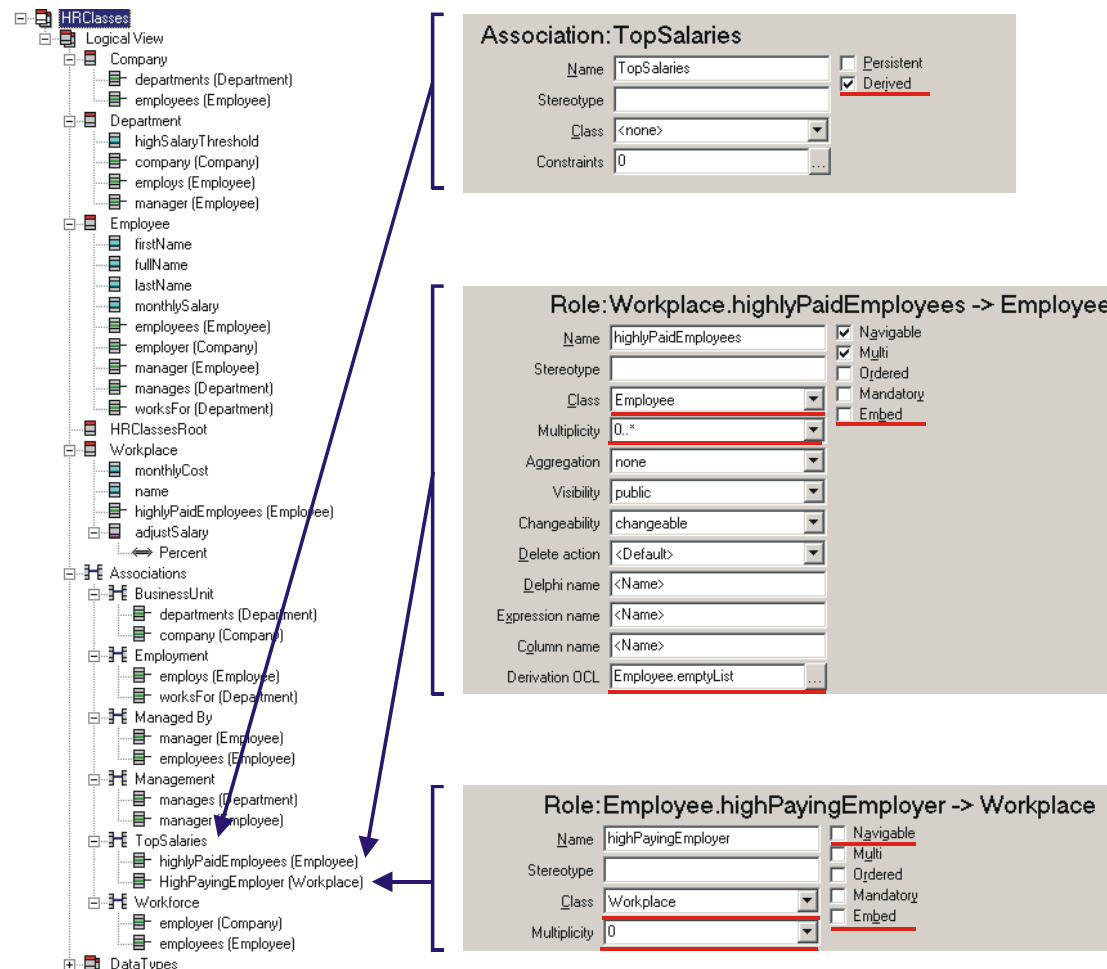 HRClasses
Logical View
Company
departments (Department)
employees (Employee)
Department
highSalaryThreshold
company (Company)
employs (Employee)
manager (Employee)
Employee
firstName
fullName
lastName
monthlySalary
employees (Employee)
employer (Company)
manager (Employee)
manages (Department)
worksFor (Department)
HRClassesRoot
Workplace
monthlyCost
name
highlyPaidEmployees (Employee)
adjustSalary
Percent
Associations
BusinessUnit
departments (Department)
company (Company)
Employment
employs (Employee)
worksFor (Department)
Managed By
manager (Employee)
employees (Employee)
Management
manages (Department)
manager (Employee)
TopSalaries
highlyPaidEmployees (Employee)
HighPayingEmployer (Workplace)
Workforce
employer (Company)
employees (Employee)
DataTypes
Association:TopSalaries
Name TopSalaries Persistent
Derived
Stereotype
Class <none>
Constraints 0 ...
Role:Workplace.highlyPaidEmployees -> Employee
Name highlyPaidEmployees Navigable
Multi
Stereotype Ordered
Class Employee Mandatory
Embed
Multiplicity 0..*
Aggregation none
Visibility public
Changeability changeable
Delete action <Default>
Delphi name <Name>
Expression name <Name>
Column name <Name>
Derivation OCL Employee.emptyList ...
Role:Employee.highPayingEmployer -> Workplace
Name highPayingEmployer Navigable
Multi
Stereotype Ordered
Class Workplace Mandatory
Embed
Multiplicity 0